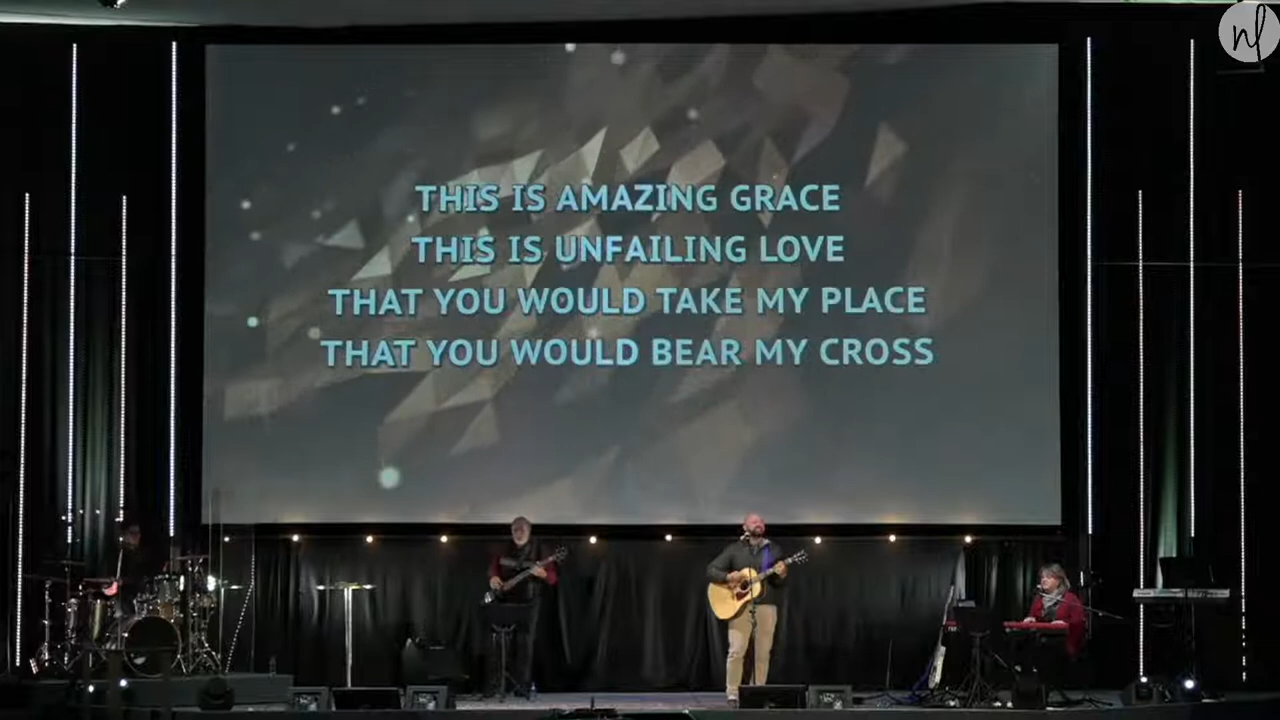 nl
THIS IS AMAZING GRACE
THIS IS UNFAILING LOVE
THAT YOU WOULD TAKE MY PLACE
THAT YOU WOULD BEAR MY CROSS